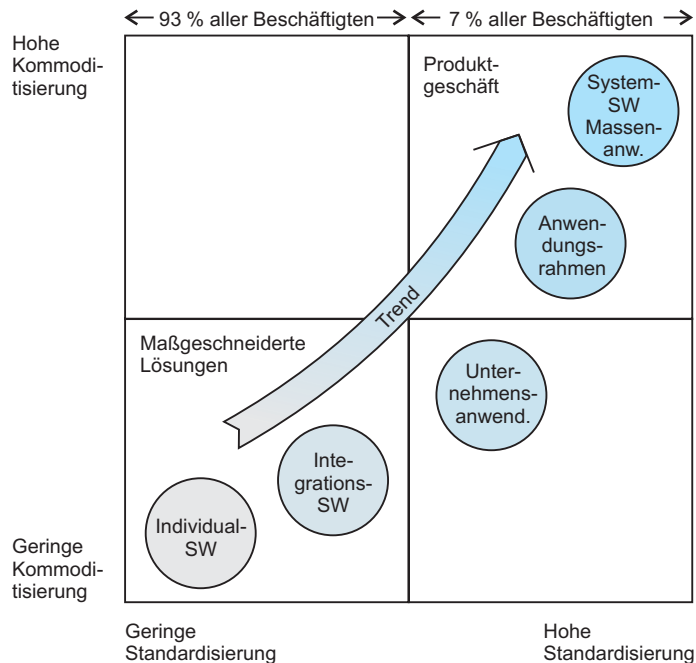 93 % aller Beschäftigten
7 % aller Beschäftigten
Hohe
Kommodi-
tisierung
Produkt-
geschäft
System-
SW
Massen-
anw.
Anwen-
dungs-
rahmen
Trend
Maßgeschneiderte
Lösungen
Unter-
nehmens-
anwend.
Inte-
grations-
SW
Individual-
SW
Geringe
Kommodi-
tisierung
Geringe
Standardisierung
Hohe
Standardisierung